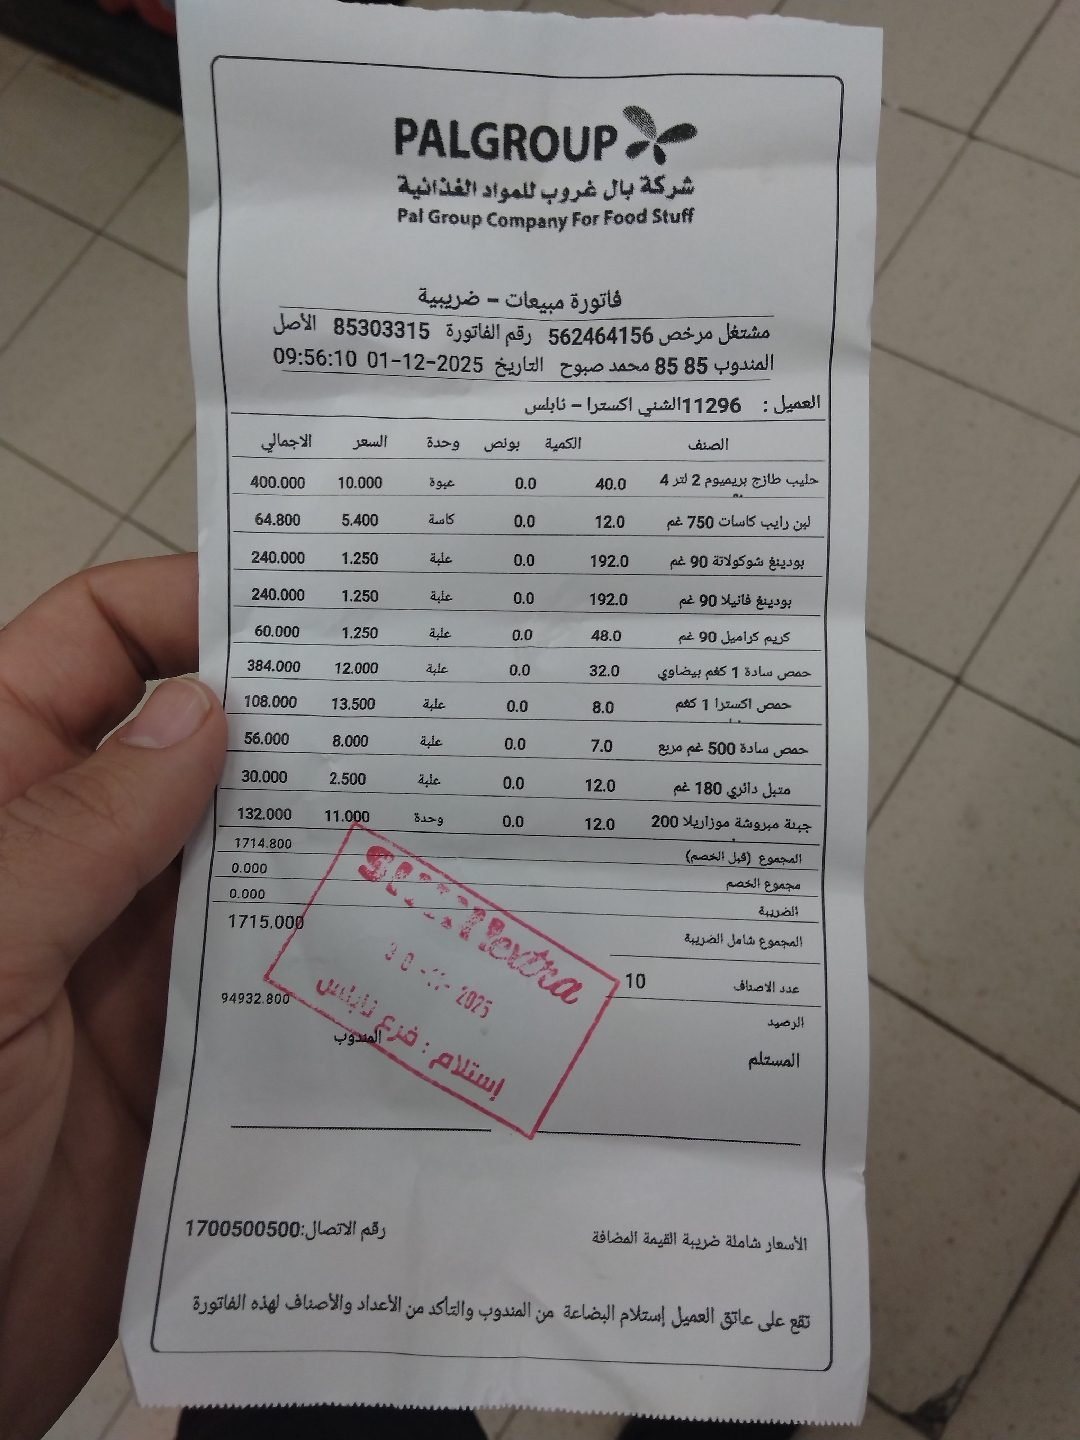 PALGROUP
شركة بال غروب للمواد الغذائية
Pal Group Company For Food Stuff
فاتورة مبيعات - ضريبية
مشتغل مرخص 562464156 رقم الفاتورة 85303315 الأصل
المندوب 85 85 محمد صبوح التاريخ 01-12-2025 09:56:10
العميل : 11296الشني اكسترا - نابلس
الصنف الكمية بونص وحدة السعر الاجمالي
حليب طازج بريميوم 2 لتر 4 40.0 0.0 عبوة 10.000 400.000
لبن رايب كاسات 750 غم 12.0 0.0 كاسة 5.400 64.800
بودينغ شوكولاتة 90 غم 192.0 0.0 علبة 1.250 240.000
بودينغ فانيلا 90 غم 192.0 0.0 علبة 1.250 240.000
كريم كراميل 90 غم 48.0 0.0 علبة 1.250 60.000
حمص سادة 1 كغم بيضاوي 32.0 0.0 علبة 12.000 384.000
حمص اكسترا 1 كغم 8.0 0.0 علبة 13.500 108.000
حمص سادة 500 غم مربع 7.0 0.0 علبة 8.000 56.000
متبل دائري 180 غم 12.0 0.0 علبة 2.500 30.000
جبنة مبروشة موزاريلا 200 12.0 0.0 وحدة 11.000 132.000
المجموع (قبل الخصم) 1714.800
مجموع الخصم 0.000
الضريبة 0.000
المجموع شامل الضريبة 1715.000
عدد الاصناف 10
الرصيد 94932.800
المستلم المندوب
extra
2025
إستلام : فرع نابلس
الأسعار شاملة ضريبة القيمة المضافة رقم الاتصال:1700500500
تقع على عاتق العميل إستلام البضاعة من المندوب والتأكد من الأعداد والأصناف لهذه الفاتورة